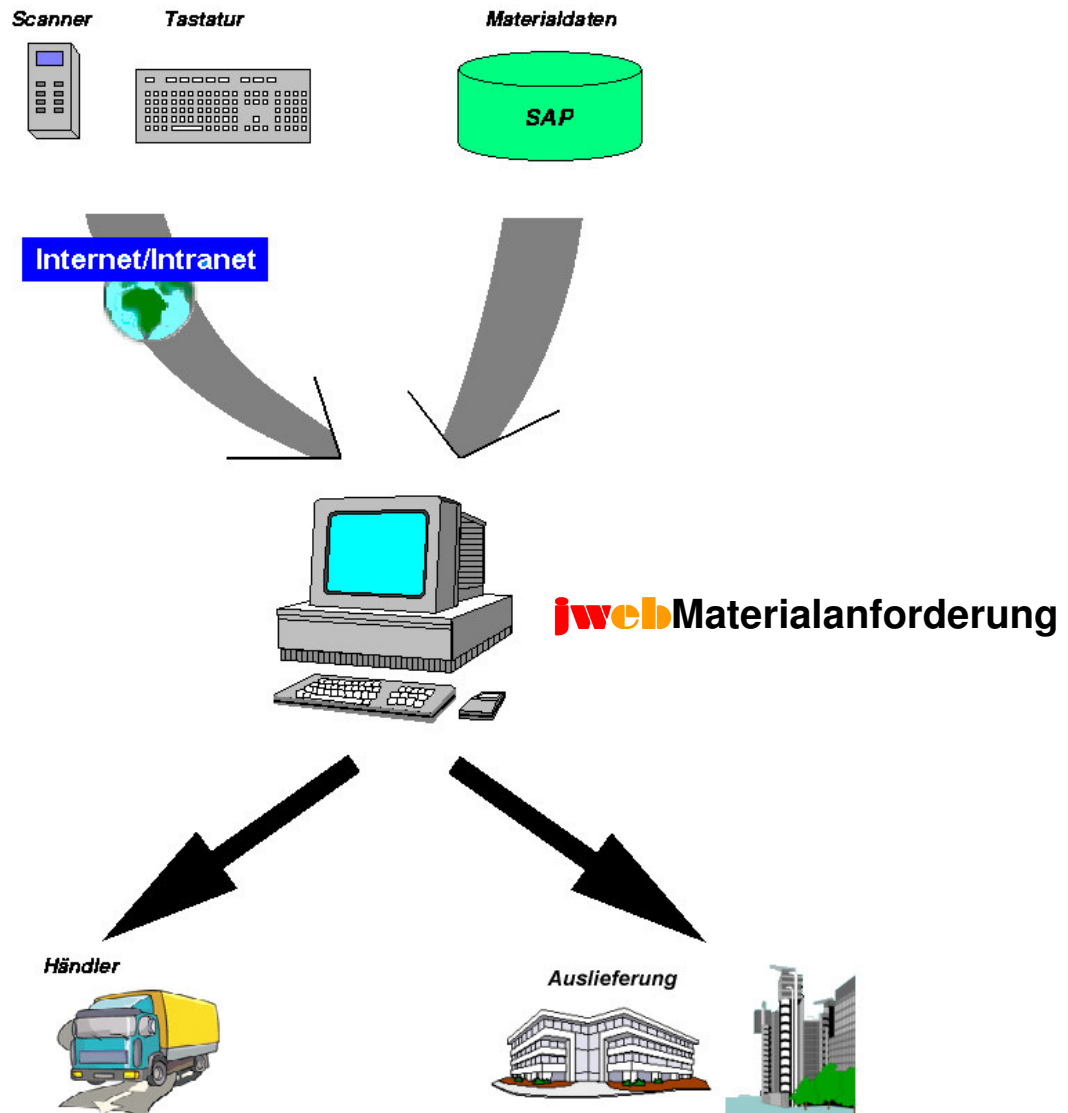 Scanner
Tastatur
Materialdaten
SAP
Internet/Intranet
jwebMaterialanforderung
Händler
Auslieferung